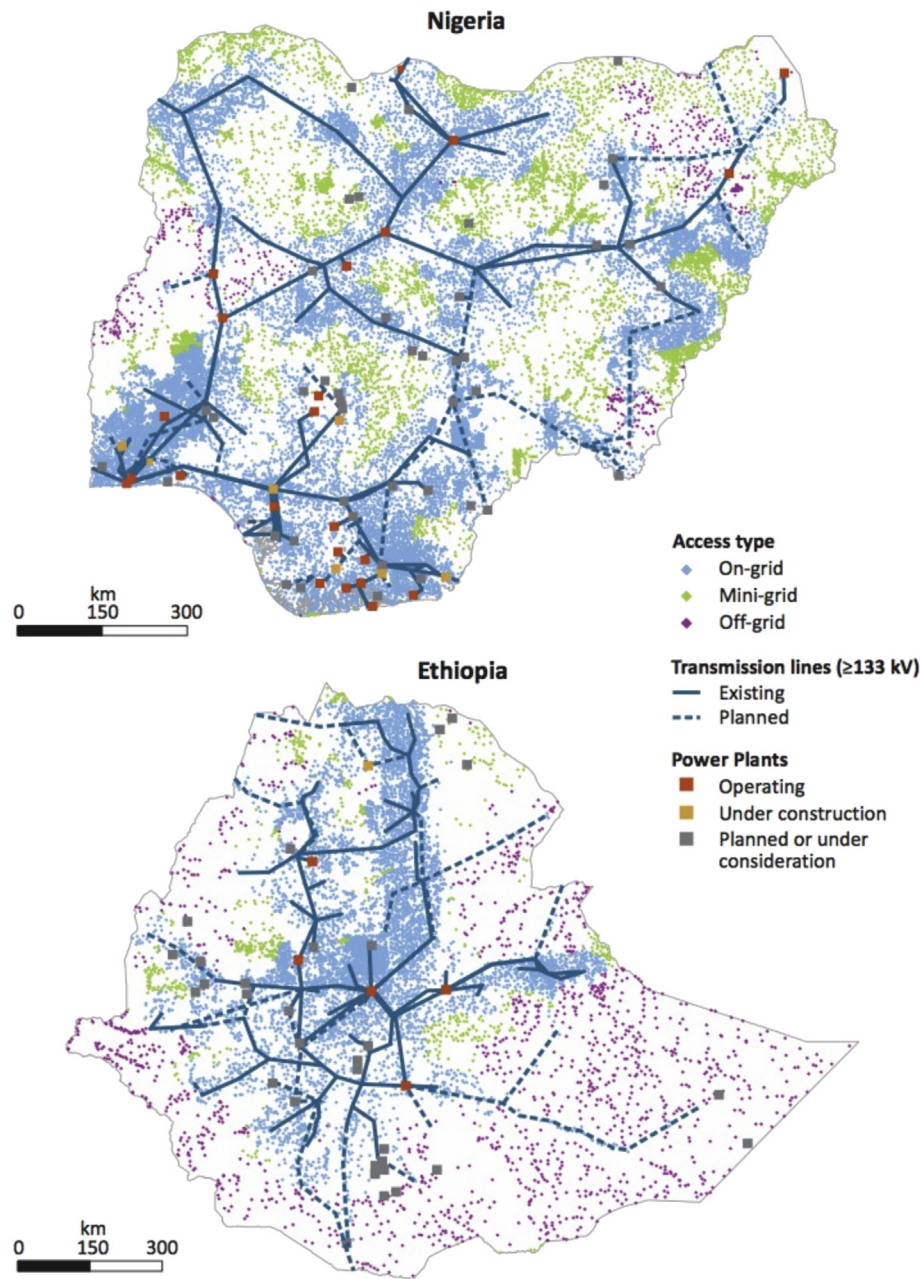 Nigeria
km
0 150 300
Access type
On-grid
Mini-grid
Off-grid
Transmission lines (≥133 kV)
Existing
Planned
Power Plants
Operating
Under construction
Planned or under
consideration
Ethiopia
km
0 150 300